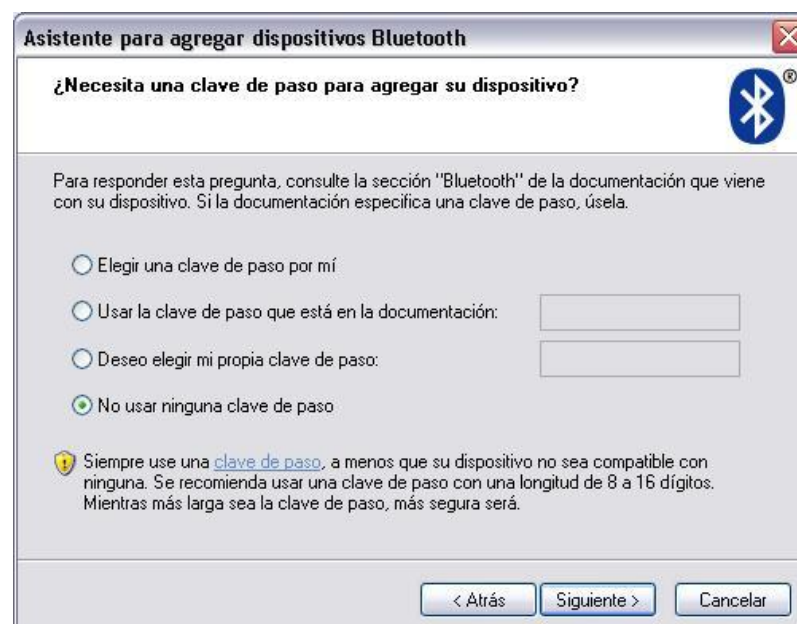 Asistente para agregar dispositivos Bluetooth
¿Necesita una clave de paso para agregar su dispositivo?
®
Para responder esta pregunta, consulte la sección "Bluetooth" de la documentación que viene
con su dispositivo. Si la documentación especifica una clave de paso, úsela.
Elegir una clave de paso por mí
Usar la clave de paso que está en la documentación:
Deseo elegir mi propia clave de paso:
No usar ninguna clave de paso
Siempre use una clave de paso, a menos que su dispositivo no sea compatible con
ninguna. Se recomienda usar una clave de paso con una longitud de 8 a 16 dígitos.
Mientras más larga sea la clave de paso, más segura será.
< Atrás Siguiente > Cancelar